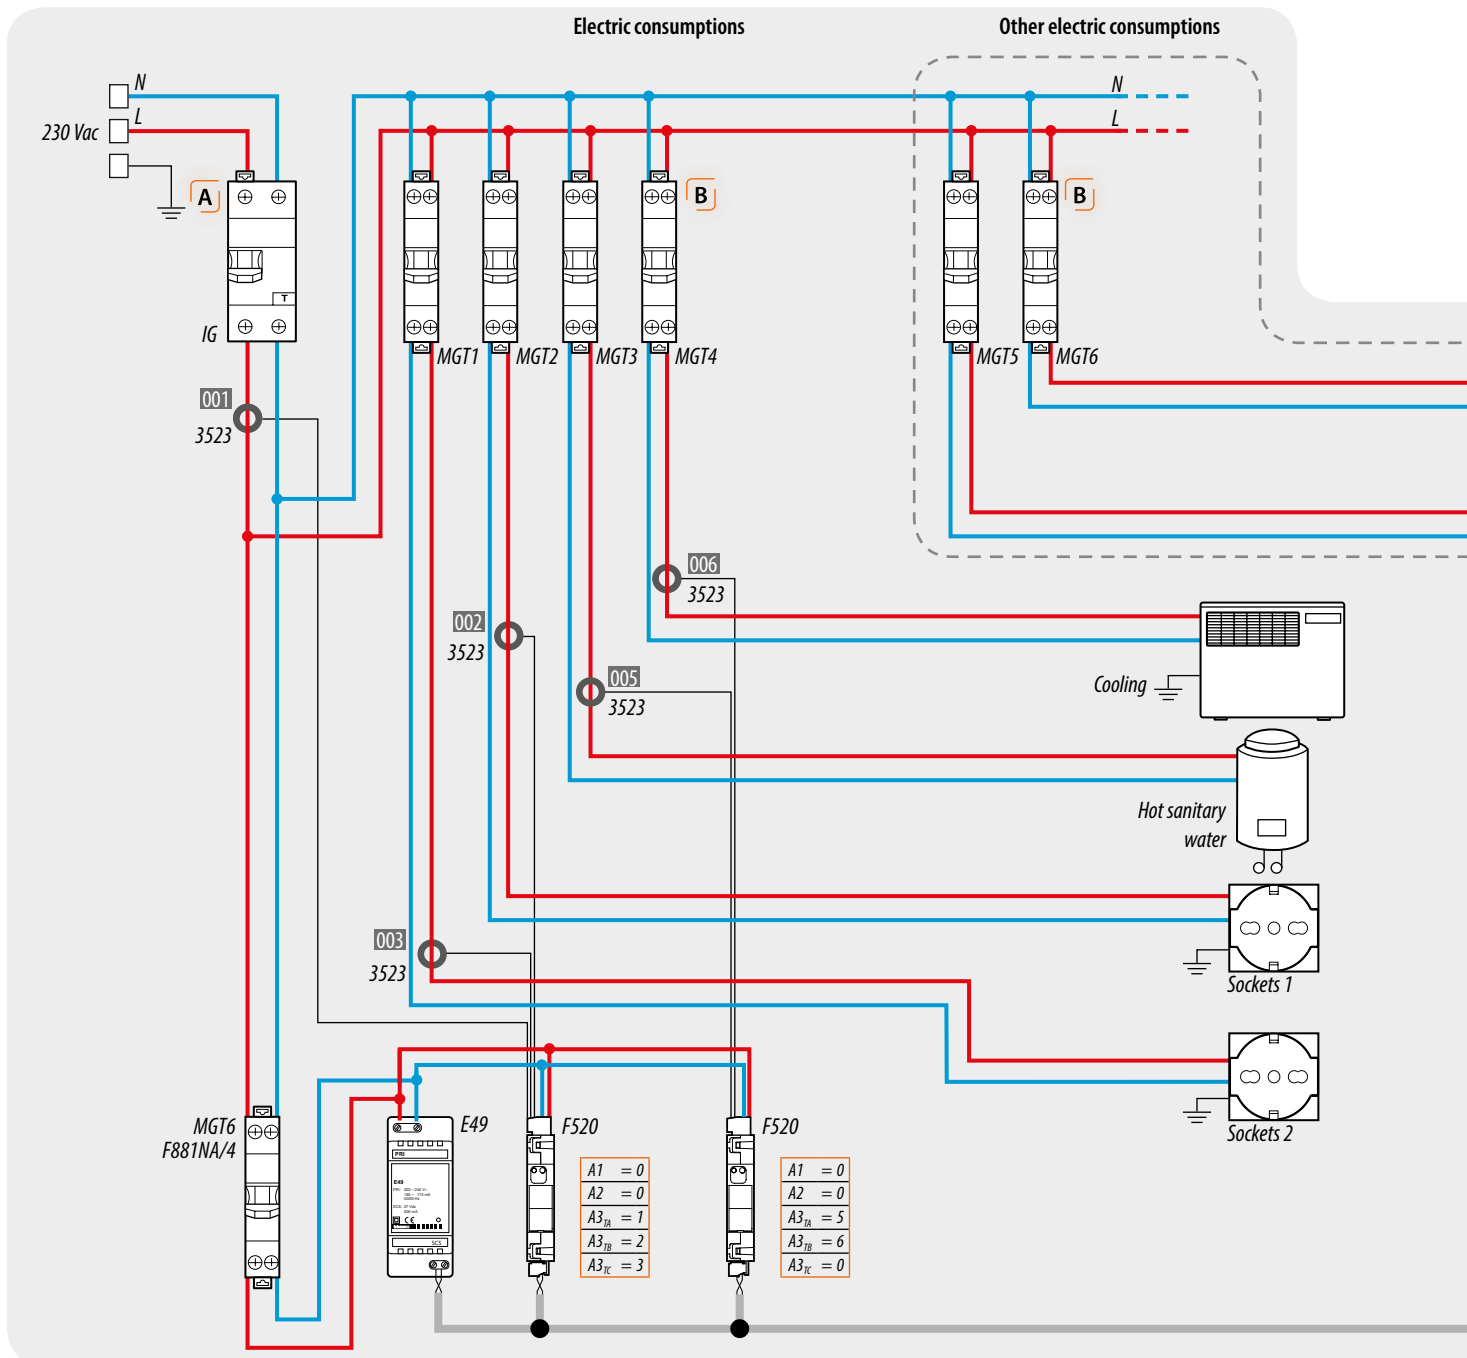 Electric consumptions
Other electric consumptions
N
L
230 Vac
N
L
A
B
B
T
IG
MGT1
MGT2
MGT3
MGT4
MGT5
MGT6
001
3523
006
3523
002
3523
005
3523
Cooling
Hot sanitary
water
003
3523
Sockets 1
Sockets 2
MGT6
F881NA/4
E49
F520
F520
PRI
E49
SCS
A1 = 0
A2 = 0
A3TA = 1
A3TB = 2
A3TC = 3
A1 = 0
A2 = 0
A3TA = 5
A3TB = 6
A3TC = 0